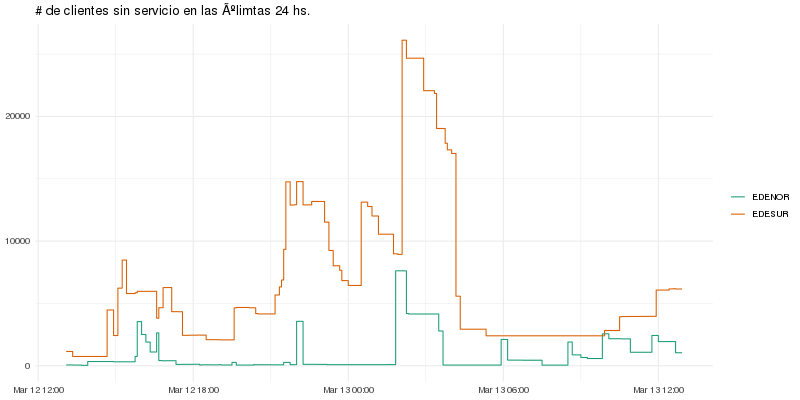 # de clientes sin servicio en las Ãºlimtas 24 hs.
20000
10000
0
Mar 12 12:00 Mar 12 18:00 Mar 13 00:00 Mar 13 06:00 Mar 13 12:00
EDENOR
EDESUR